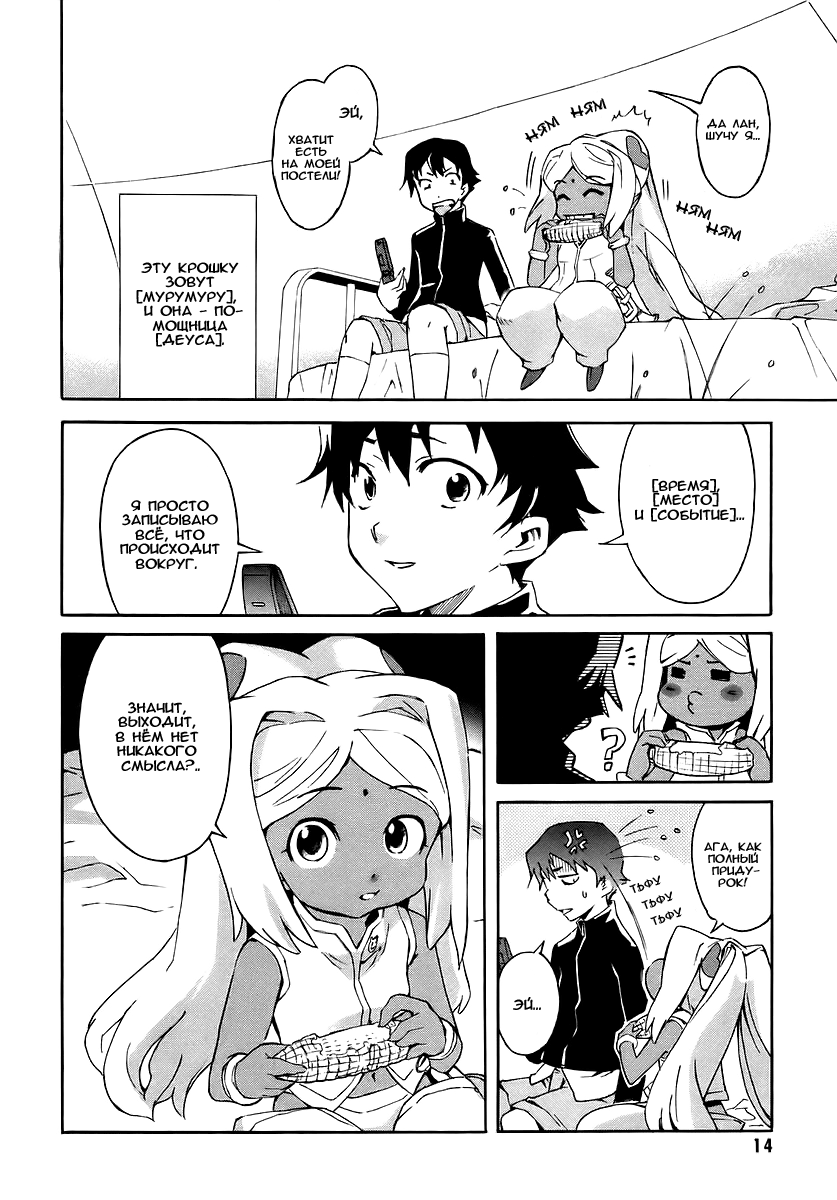 ДА ЛАН,
ШУЧУ Я...
НЯМ НЯМ
ЭЙ,
ХВАТИТ
ЕСТЬ
НА МОЕЙ
ПОСТЕЛИ!
НЯМ
НЯМ
ЭТУ КРОШКУ
ЗОВУТ
[МУРУМУРУ],
И ОНА - ПО-
МОЩНИЦА
[ДЕУСА].
[ВРЕМЯ],
[МЕСТО]
И [СОБЫТИЕ]...
Я ПРОСТО
ЗАПИСЫВАЮ
ВСЁ, ЧТО
ПРОИСХОДИТ
ВОКРУГ.
?
ЗНАЧИТ,
ВЫХОДИТ,
В НЁМ НЕТ
НИКАКОГО
СМЫСЛА?..
АГА, КАК
ПОЛНЫЙ
ПРИДУ-
РОК!
ТЬФУ
ТЬФУ
ТЬФУ
ЭЙ...
14